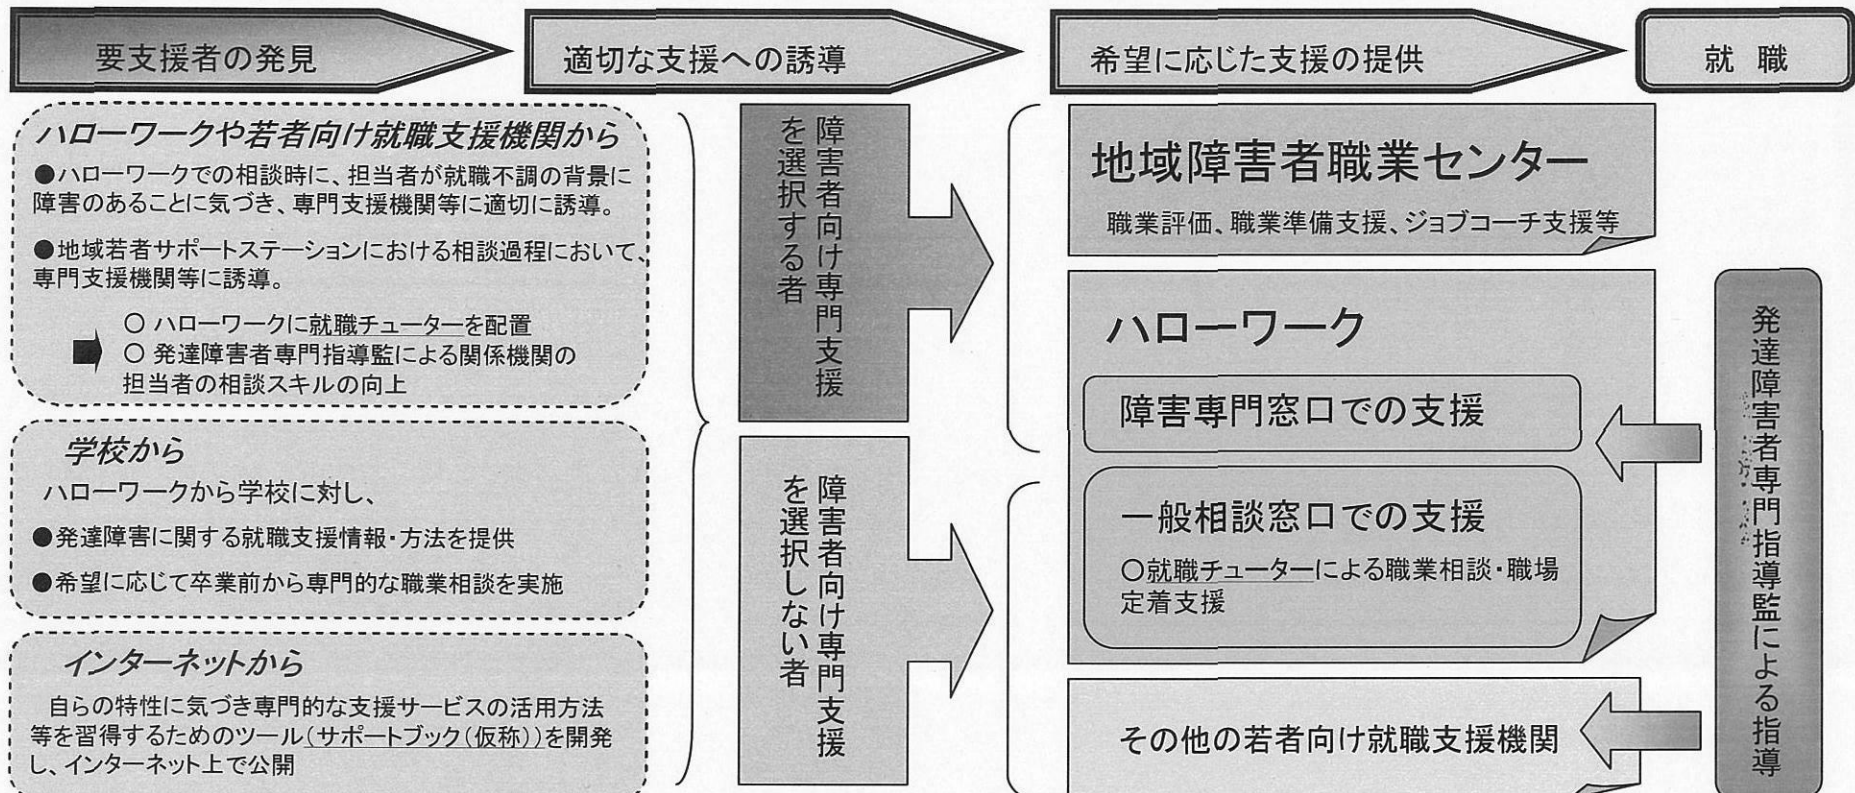 要支援者の発見
適切な支援への誘導
希望に応じた支援の提供
就 職
ハローワークや若者向け就職支援機関から
●ハローワークでの相談時に、担当者が就職不調の背景に
障害のあることに気づき、専門支援機関等に適切に誘導。
●地域若者サポートステーションにおける相談過程において、
専門支援機関等に誘導。
○ ハローワークに就職チューターを配置
○ 発達障害者専門指導監による関係機関の
担当者の相談スキルの向上
学校から
ハローワークから学校に対し、
●発達障害に関する就職支援情報・方法を提供
●希望に応じて卒業前から専門的な職業相談を実施
インターネットから
自らの特性に気づき専門的な支援サービスの活用方法
等を習得するためのツール(サポートブック(仮称))を開発
し、インターネット上で公開
障害者向け専門支援
を選択する者
障害者向け専門支援
を選択しない者
地域障害者職業センター
職業評価、職業準備支援、ジョブコーチ支援等
ハローワーク
障害専門窓口での支援
一般相談窓口での支援
○就職チューターによる職業相談・職場
定着支援
その他の若者向け就職支援機関
発達障害者専門指導監による指導